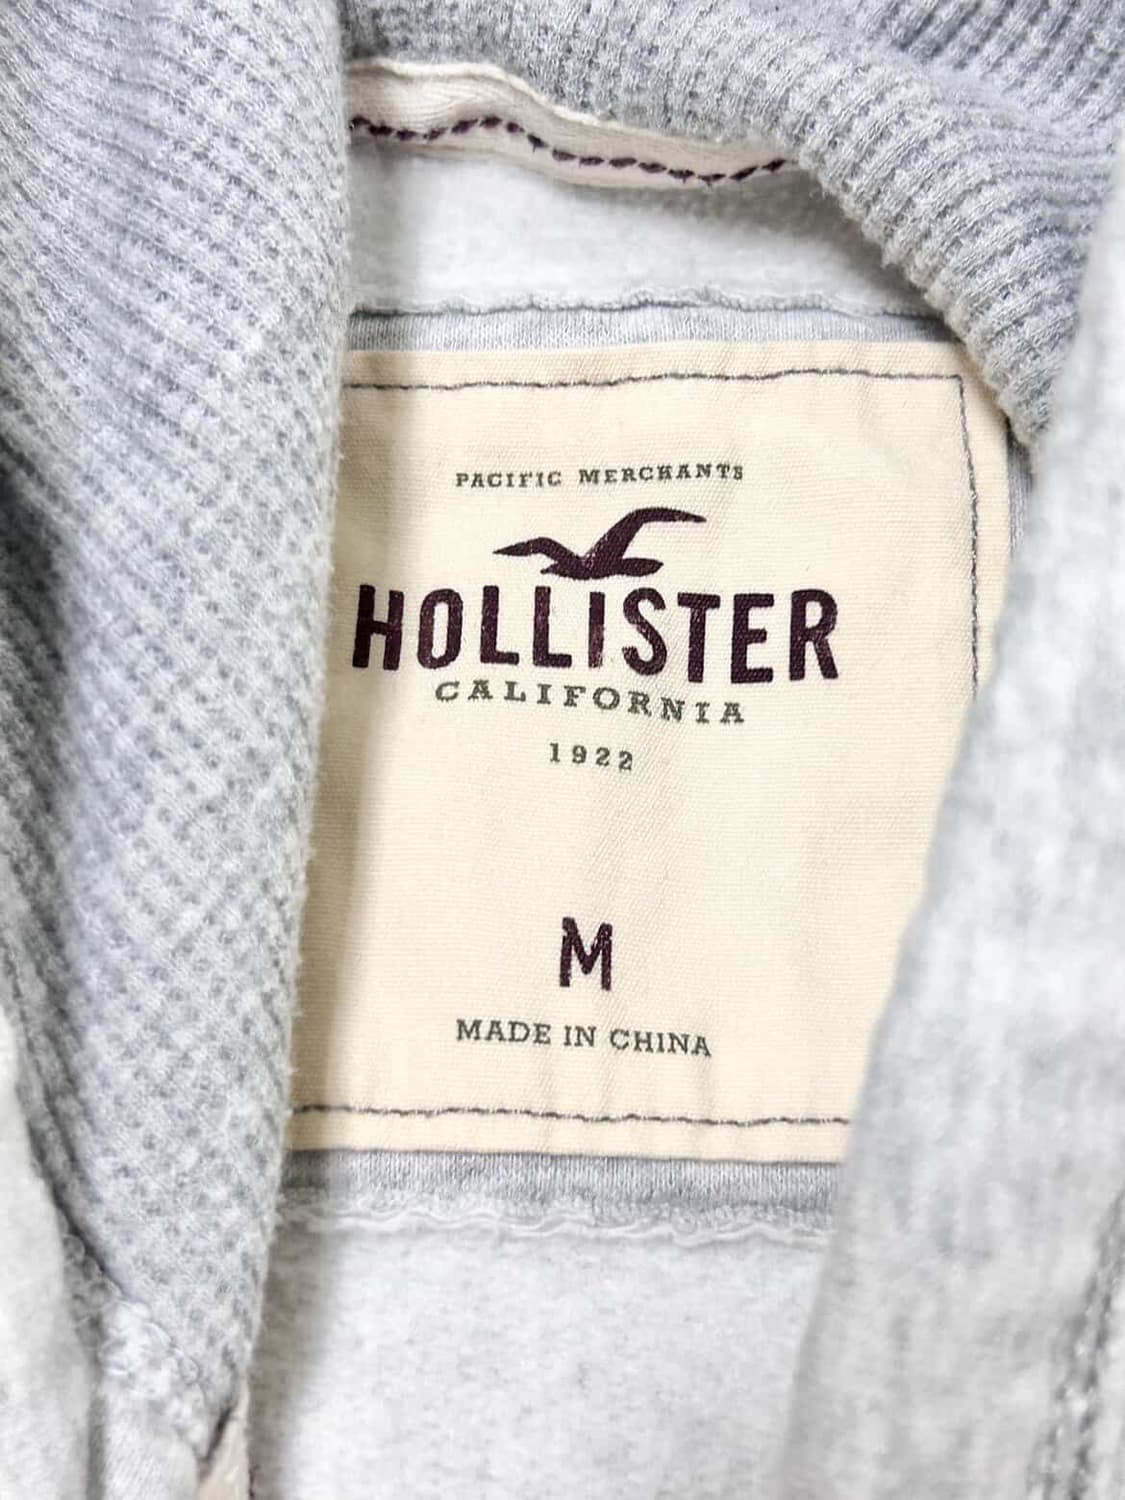 PACIFIC MERCHANTS
HOLLISTER
CALIFORNIA
1922
M
MADE IN CHINA